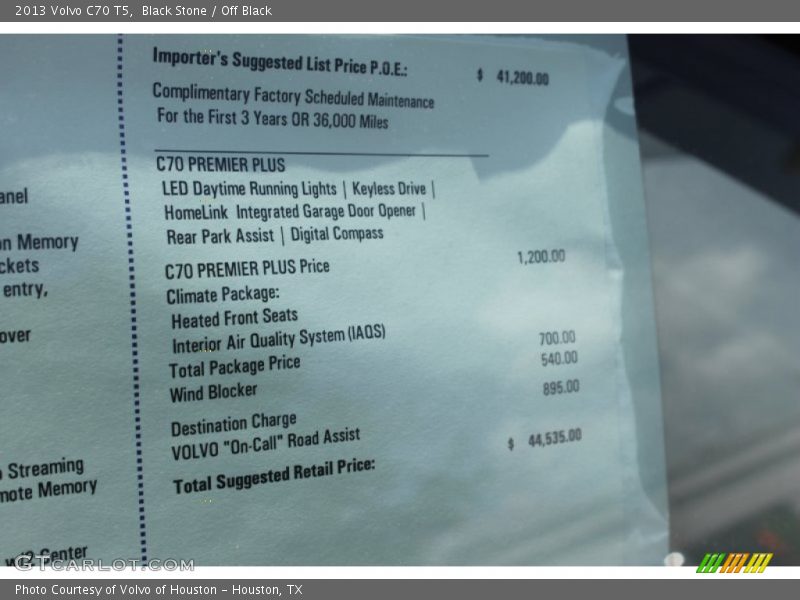 2013 Volvo C70 T5,  Black Stone / Off Black
Importer's Suggested List Price P.O.E.: $ 41,200.00
Complimentary Factory Scheduled Maintenance
For the First 3 Years OR 36,000 Miles
C70 PREMIER PLUS
LED Daytime Running Lights | Keyless Drive |
HomeLink Integrated Garage Door Opener |
Rear Park Assist | Digital Compass
C70 PREMIER PLUS Price 1,200.00
Climate Package:
Heated Front Seats
Interior Air Quality System (IAQS)
Total Package Price 700.00
Wind Blocker 540.00
Destination Charge 895.00
VOLVO "On-Call" Road Assist
Total Suggested Retail Price: $ 44,535.00
anel
on Memory
ckets
entry,
over
Streaming
mote Memory
Center
GTCARLOT.COM
Photo Courtesy of Volvo of Houston - Houston, TX